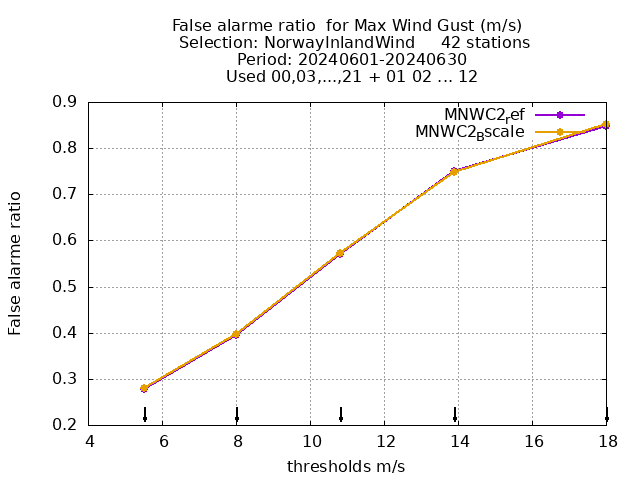 False alarme ratio  for Max Wind Gust (m/s)
Selection: NorwayInlandWind     42 stations
Period: 20240601-20240630
Used 00,03,...,21 + 01 02 ... 12
MNWC2_ref
MNWC2_Bscale
False alarme ratio
0.9
0.8
0.7
0.6
0.5
0.4
0.3
0.2
4 6 8 10 12 14 16 18
thresholds m/s